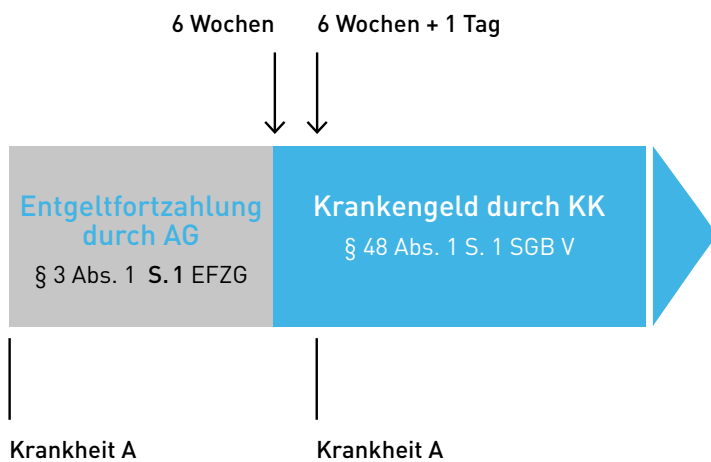 6 Wochen
6 Wochen + 1 Tag
Entgeltfortzahlung
durch AG
§ 3 Abs. 1 S. 1 EFZG
Krankengeld durch KK
§ 48 Abs. 1 S. 1 SGB V
Krankheit A
Krankheit A